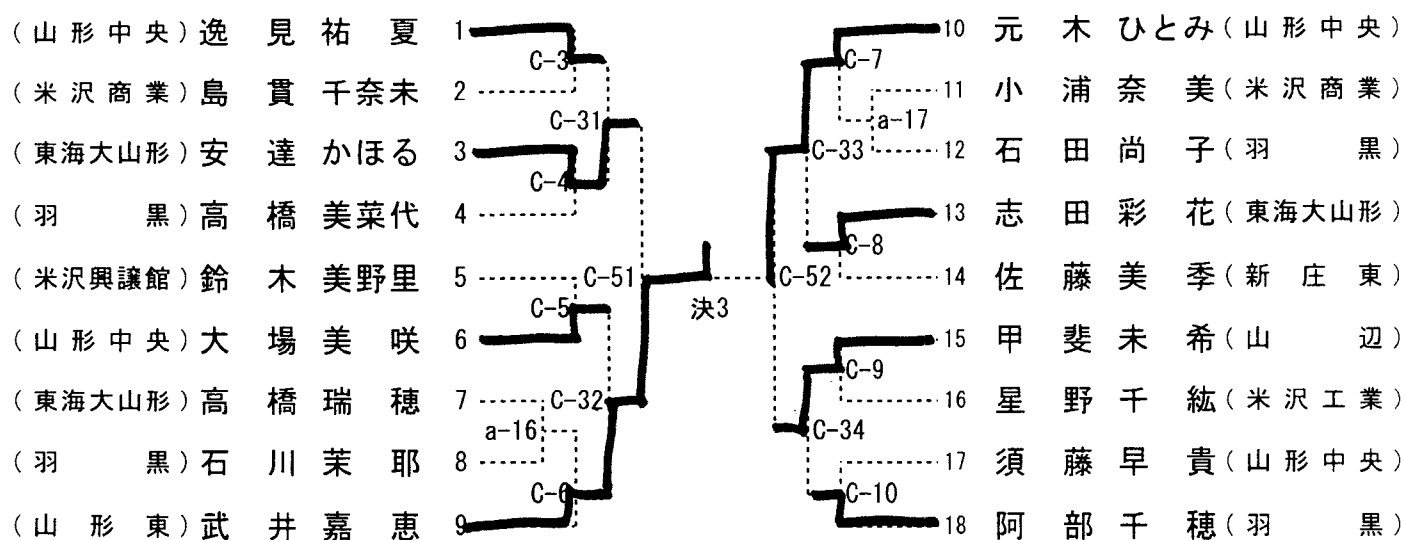 (山形中央) 逸見祐夏 1
C-3
(米沢商業) 島貫千奈未 2
C-31
(東海大山形) 安達かほる 3
C-4
(羽黒) 高橋美菜代 4
(米沢興譲館) 鈴木美野里 5
C-51
C-5
(山形中央) 大場美咲 6
(東海大山形) 高橋瑞穂 7
C-32
a-16
(羽黒) 石川茉耶 8
C-6
(山形東) 武井嘉恵 9
決3
10 元木ひとみ (山形中央)
C-7
11 小浦奈美 (米沢商業)
a-17
C-33
12 石田尚子 (羽黒)
13 志田彩花 (東海大山形)
C-8
C-52
14 佐藤美季 (新庄東)
15 甲斐未希 (山辺)
C-9
16 星野千紘 (米沢工業)
C-34
17 須藤早貴 (山形中央)
C-10
18 阿部千穂 (羽黒)